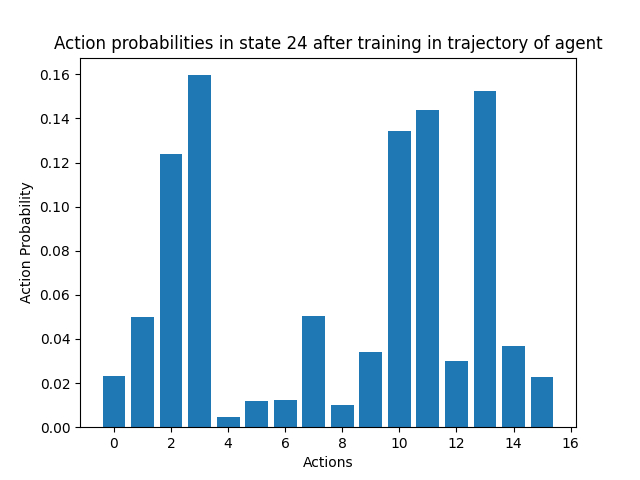 Action probabilities in state 24 after training in trajectory of agent
0.16
0.14
0.12
0.10
0.08
0.06
0.04
0.02
0.00
Action Probability
0 2 4 6 8 10 12 14 16
Actions